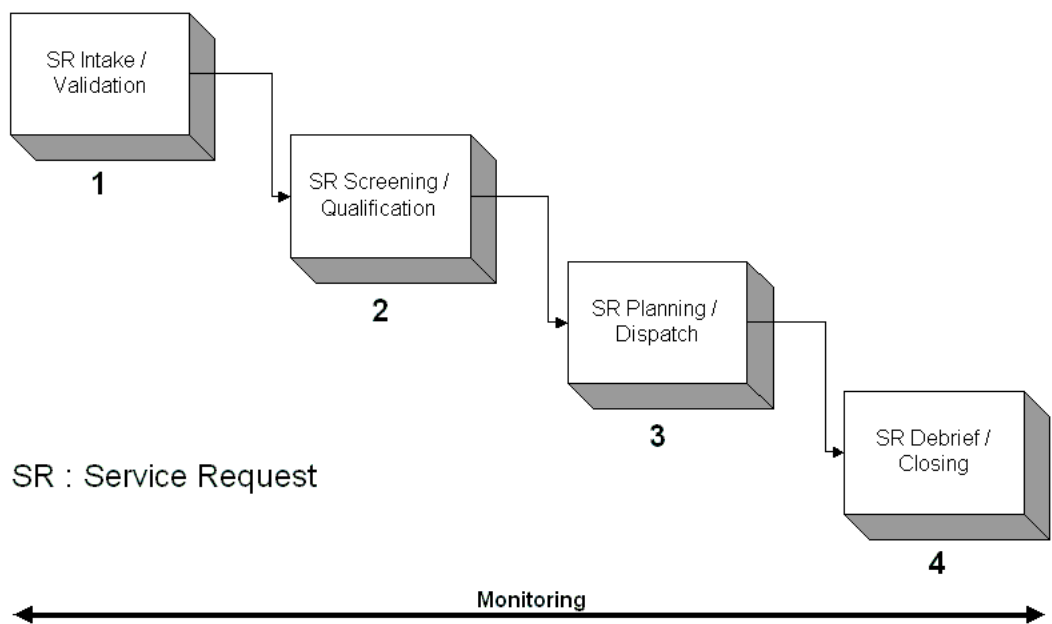 SR Intake /
Validation
1
SR Screening /
Qualification
2
SR Planning /
Dispatch
3
SR Debrief /
Closing
4
SR : Service Request
Monitoring